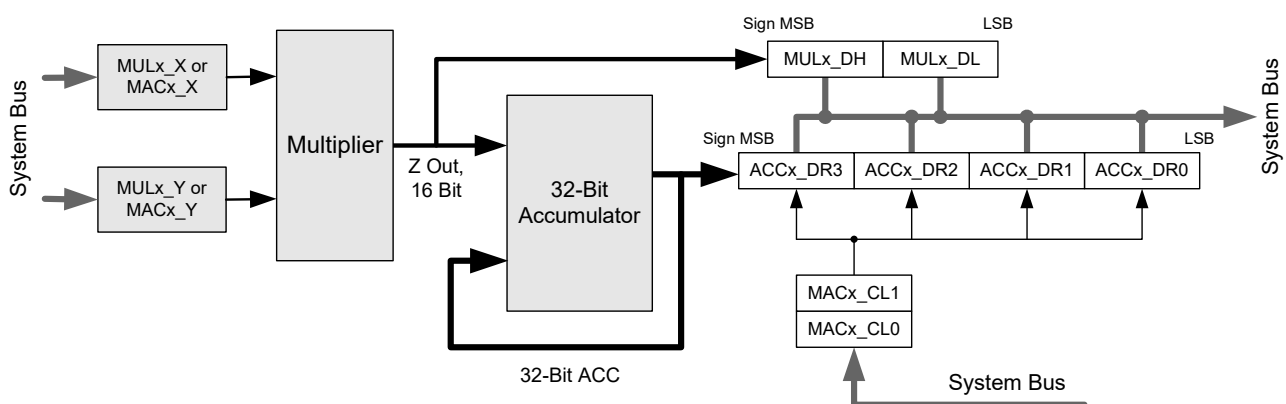 System Bus
MULx_X or
MACx_X
MULx_Y or
MACx_Y
Multiplier
Z Out,
16 Bit
32-Bit
Accumulator
32-Bit ACC
Sign MSB
LSB
MULx_DH
MULx_DL
System Bus
Sign MSB
LSB
ACCx_DR3
ACCx_DR2
ACCx_DR1
ACCx_DR0
MACx_CL1
MACx_CL0
System Bus